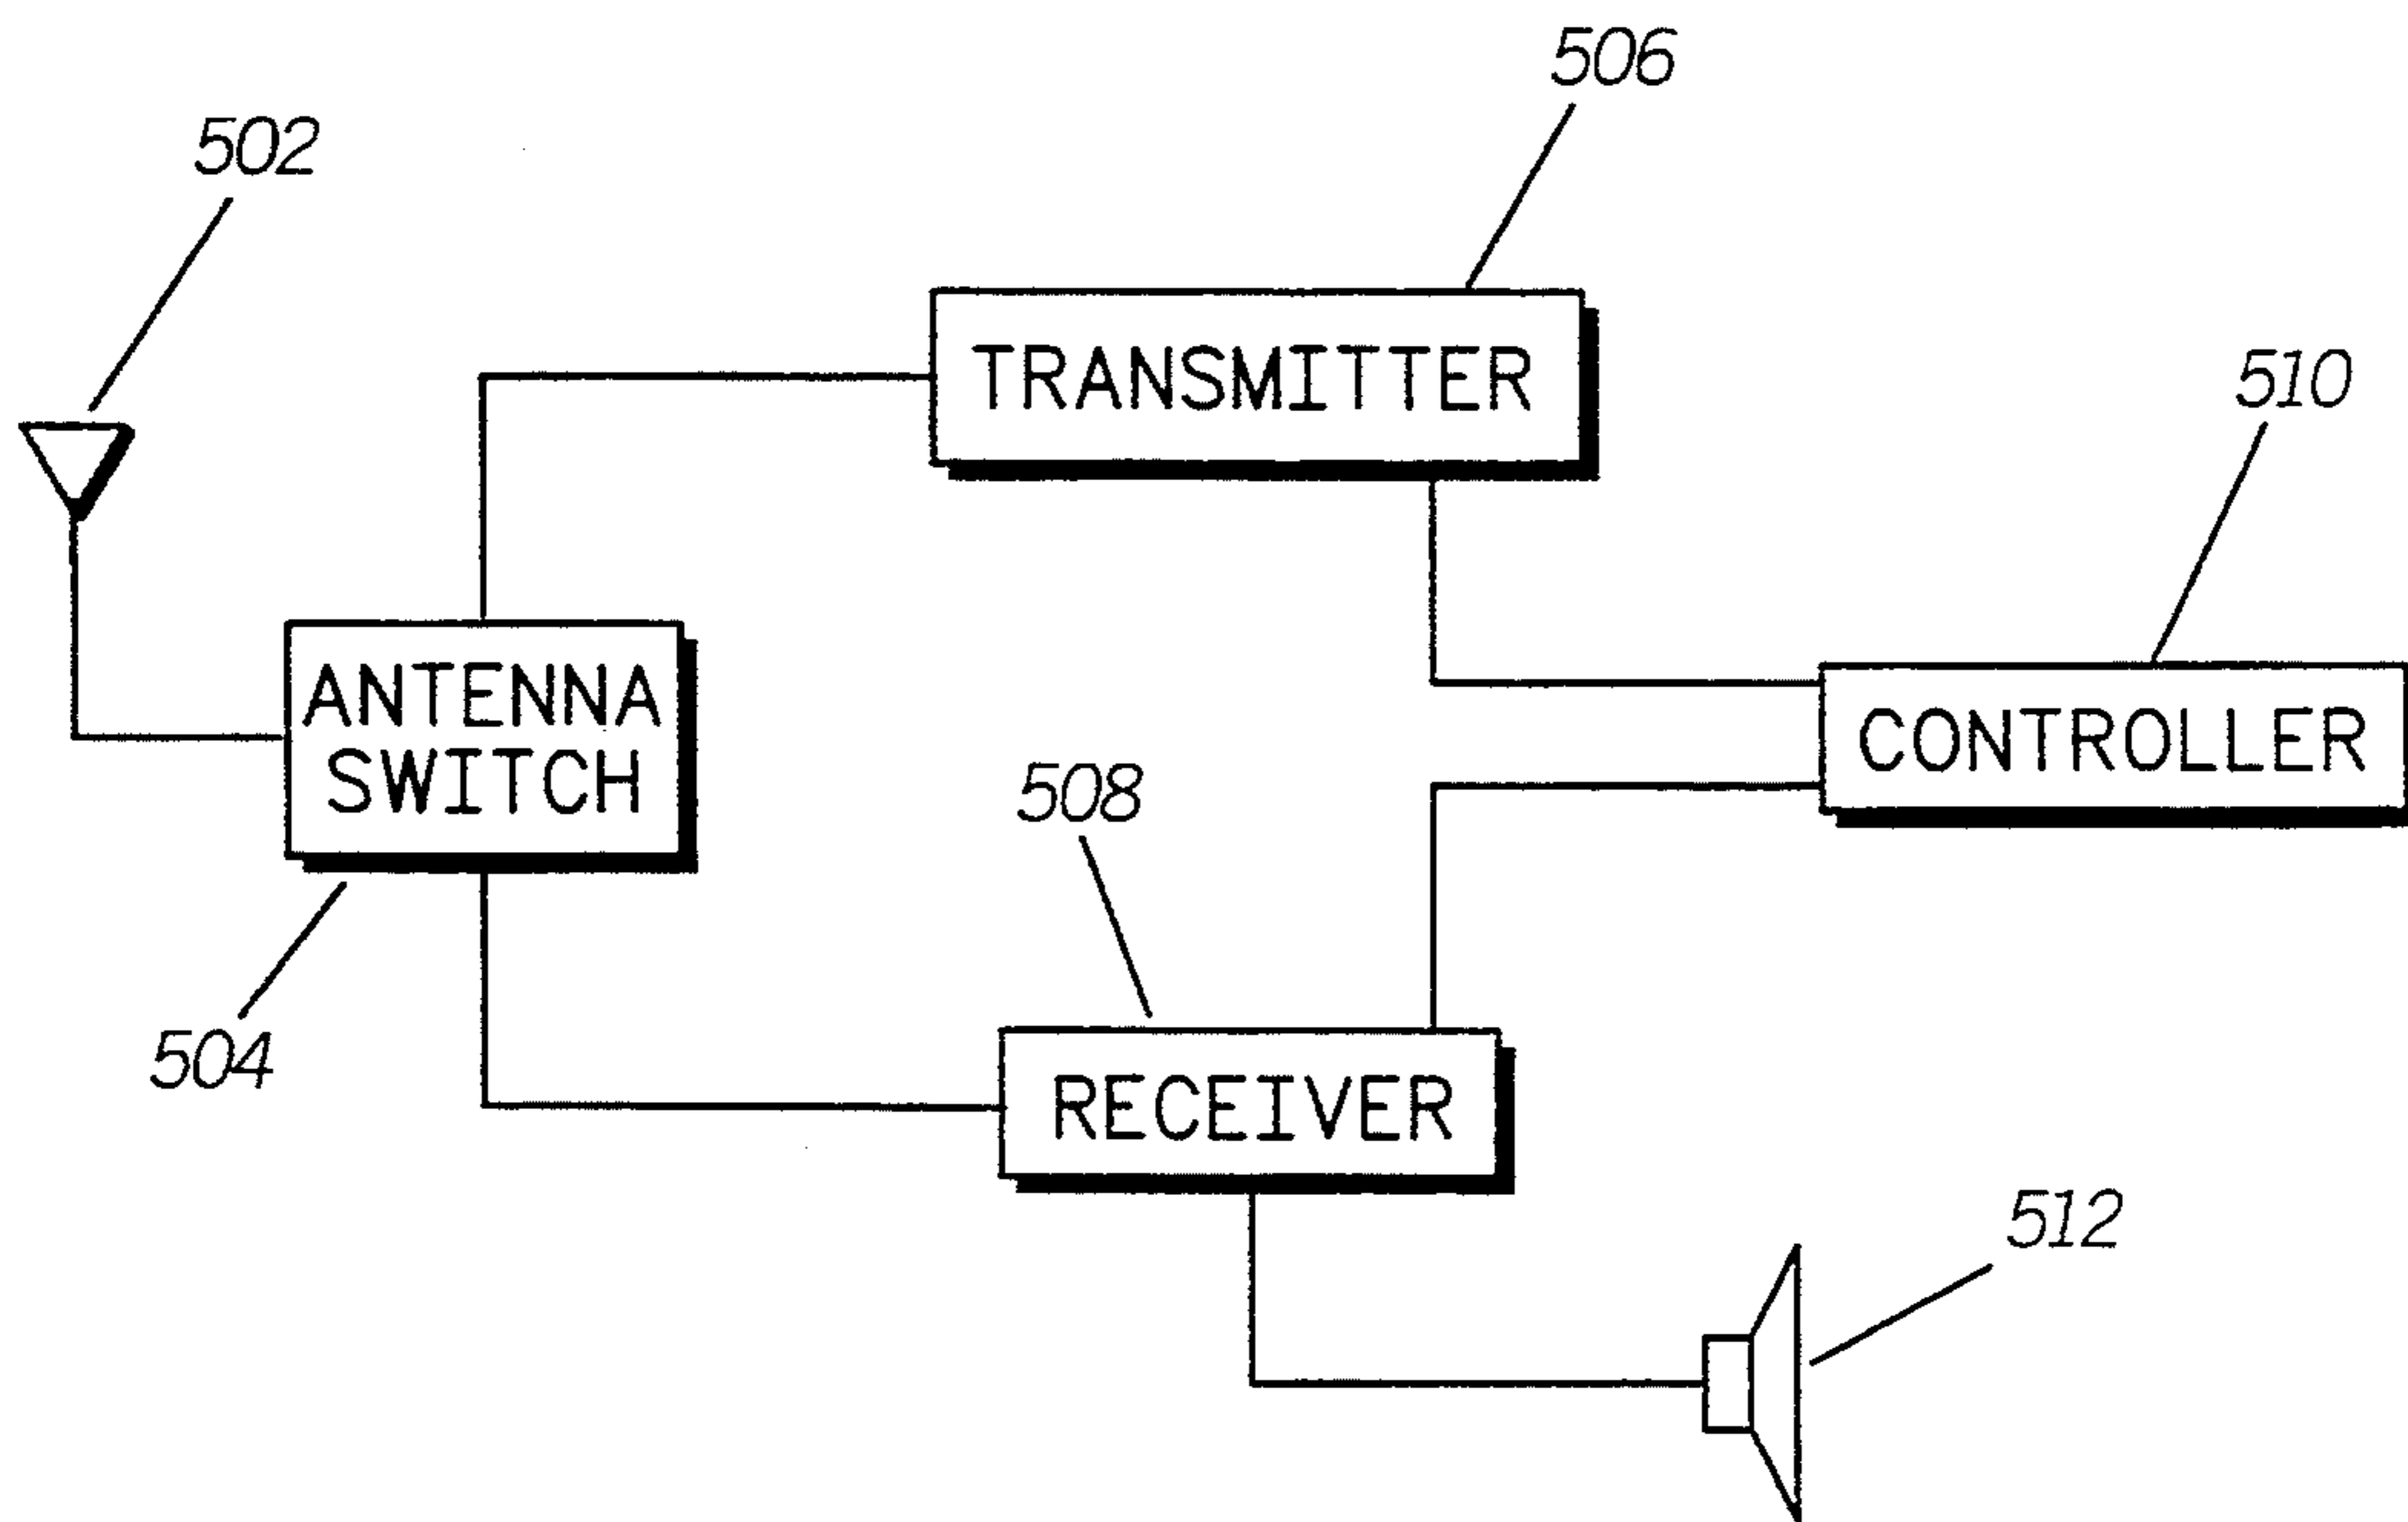 506
502
TRANSMITTER
510
ANTENNA
SWITCH
CONTROLLER
508
504
RECEIVER
512